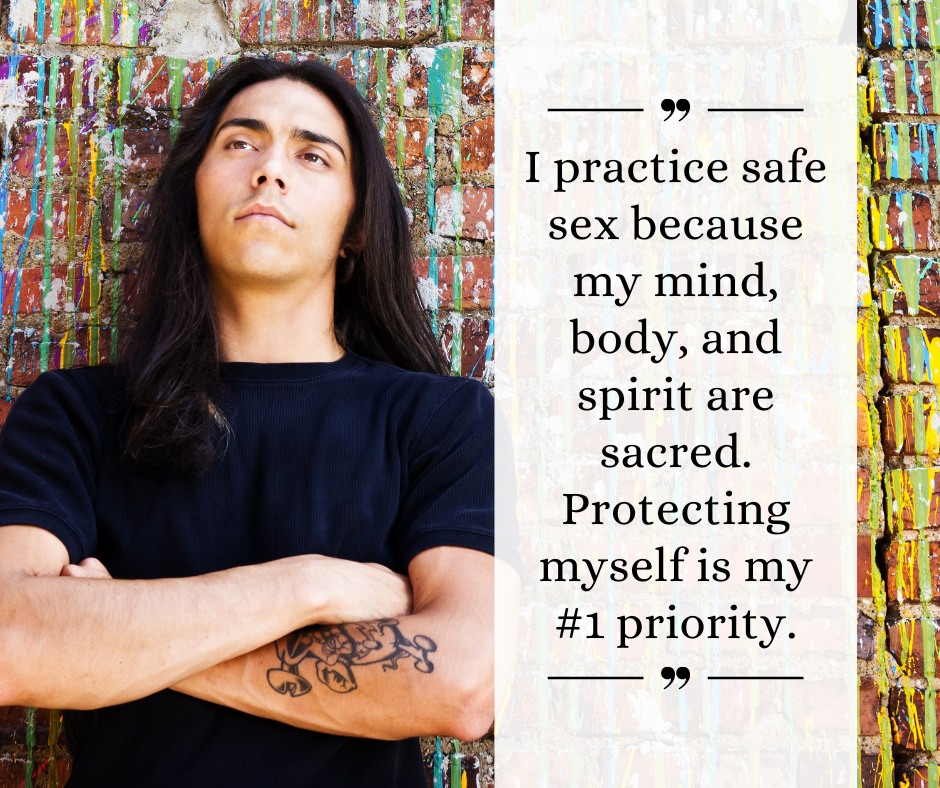 ”
I practice safe
sex because
my mind,
body, and
spirit are
sacred.
Protecting
myself is my
#1 priority.
”